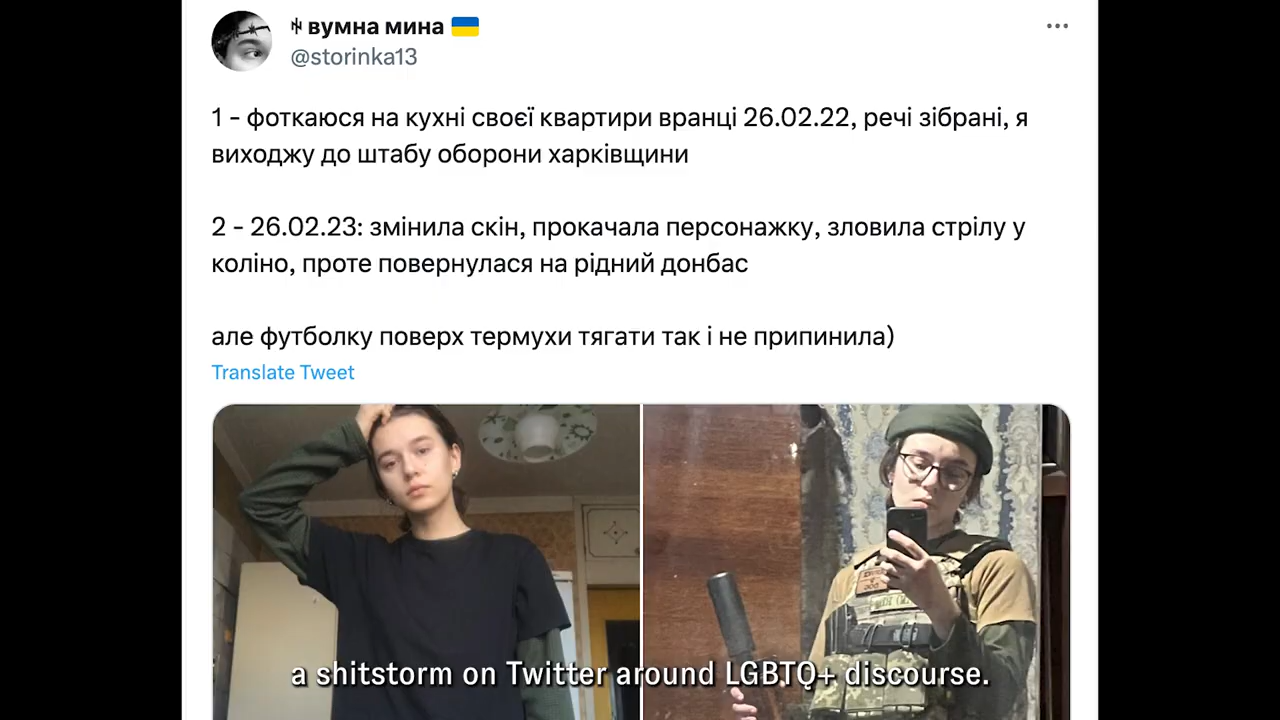 вумна мина
@storinka13
1 - фоткаюся на кухні своєї квартири вранці 26.02.22, речі зібрані, я
виходжу до штабу оборони харківщини
2 - 26.02.23: змінила скін, прокачала персонажку, зловила стрілу у
коліно, проте повернулася на рідний донбас
але футболку поверх термухи тягати так і не припинила)
Translate Tweet
a shitstorm on Twitter around LGBTQ+ discourse.